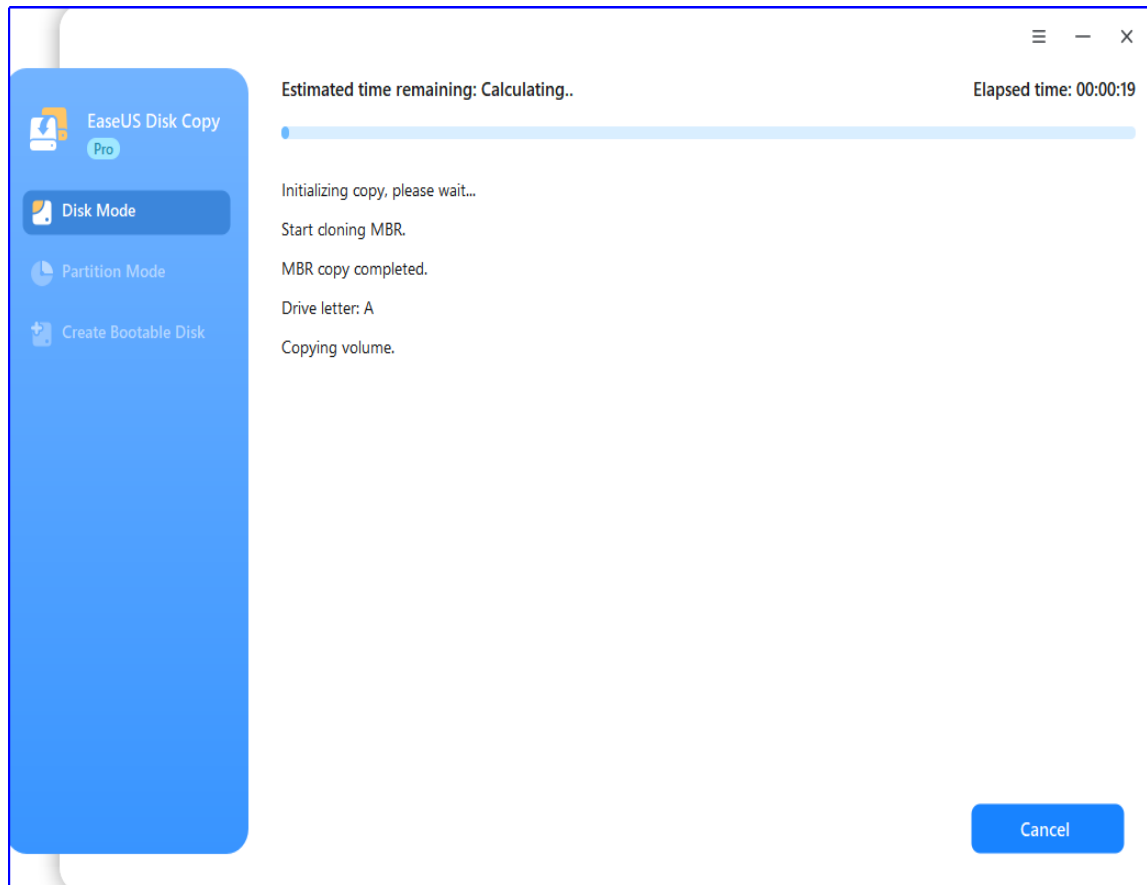 Estimated time remaining: Calculating..
Elapsed time: 00:00:19
EaseUS Disk Copy
Pro
Disk Mode
Partition Mode
Create Bootable Disk
Initializing copy, please wait...
Start cloning MBR.
MBR copy completed.
Drive letter: A
Copying volume.
Cancel